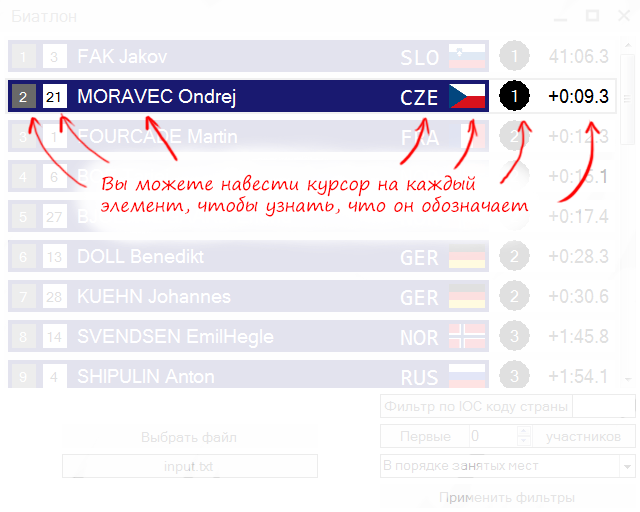 Биатлон
1 3 FAK Jakov SLO 1 41:06.3
2 21 MORAVEC Ondrej CZE 1 +0:09.3
3 1 FOURCADE Martin FRA 2 +0:12.3
4 6
Вы можете навести курсор на каждый
элемент, чтобы узнать, что он обозначает
5 27 +0:17.4
6 13 DOLL Benedikt GER 2 +0:28.3
7 28 KUEHN Johannes GER 2 +0:30.6
8 14 SVENDSEN EmilHegle NOR 3 +1:45.8
9 4 SHIPULIN Anton RUS 3 +1:54.1
Фильтр по IOC коду страны
Выбрать файл
Первые 0 участников
input.txt
В порядке занятых мест
Применить фильтры